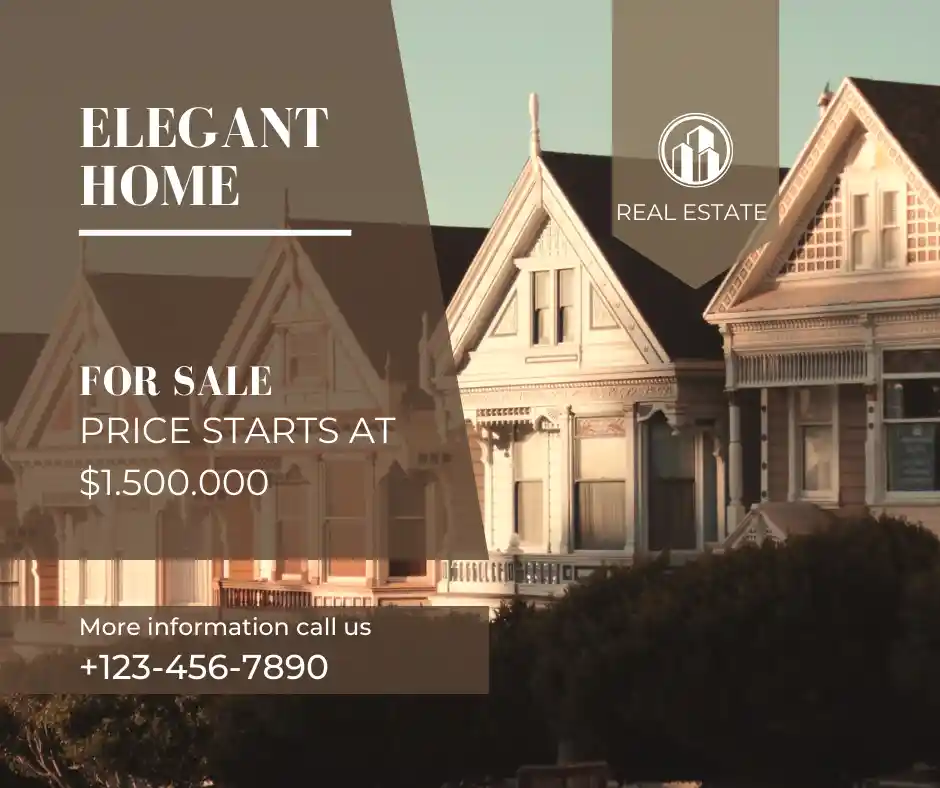 ELEGANT
HOME
REAL ESTATE
FOR SALE
PRICE STARTS AT
$1.500.000
More information call us
+123-456-7890